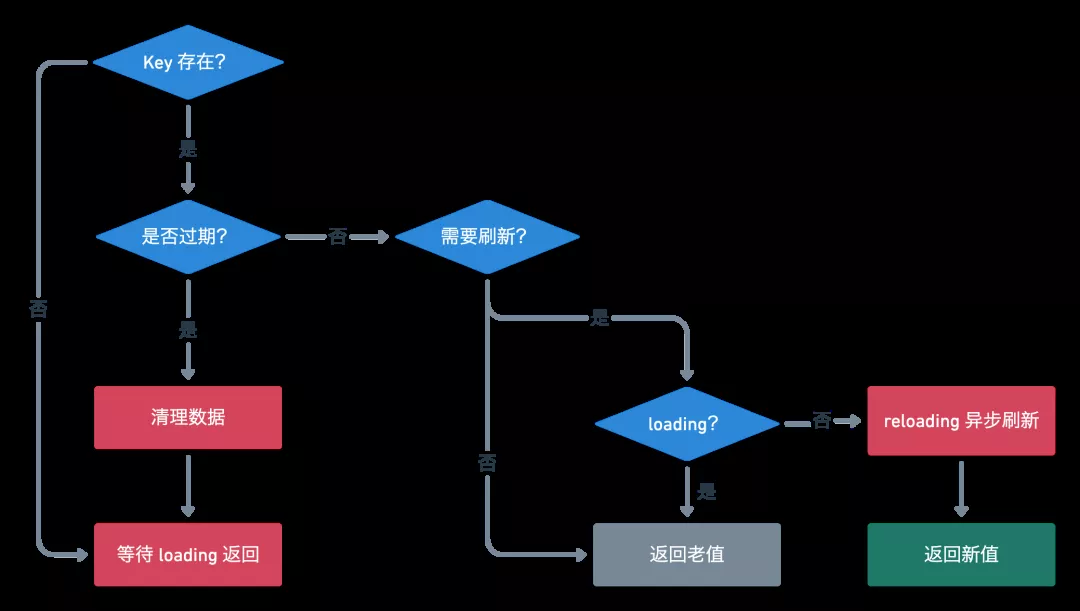 Key 存在?
是
是否过期?
否
需要刷新?
否
是
是
清理数据
loading?
否
reloading 异步刷新
否
是
等待 loading 返回
返回老值
返回新值